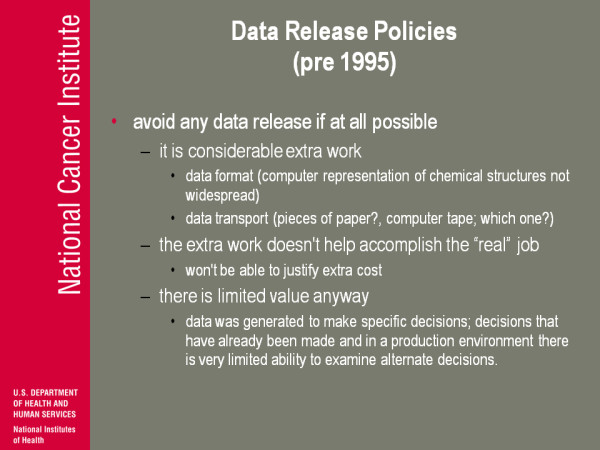 National Cancer Institute
U.S. DEPARTMENT
OF HEALTH AND
HUMAN SERVICES
National Institutes
of Health
Data Release Policies
(pre 1995)
• avoid any data release if at all possible
– it is considerable extra work
• data format (computer representation of chemical structures not
widespread)
• data transport (pieces of paper?, computer tape; which one?)
– the extra work doesn't help accomplish the "real" job
• won't be able to justify extra cost
– there is limited value anyway
• data was generated to make specific decisions; decisions that
have already been made and in a production environment there
is very limited ability to examine alternate decisions.